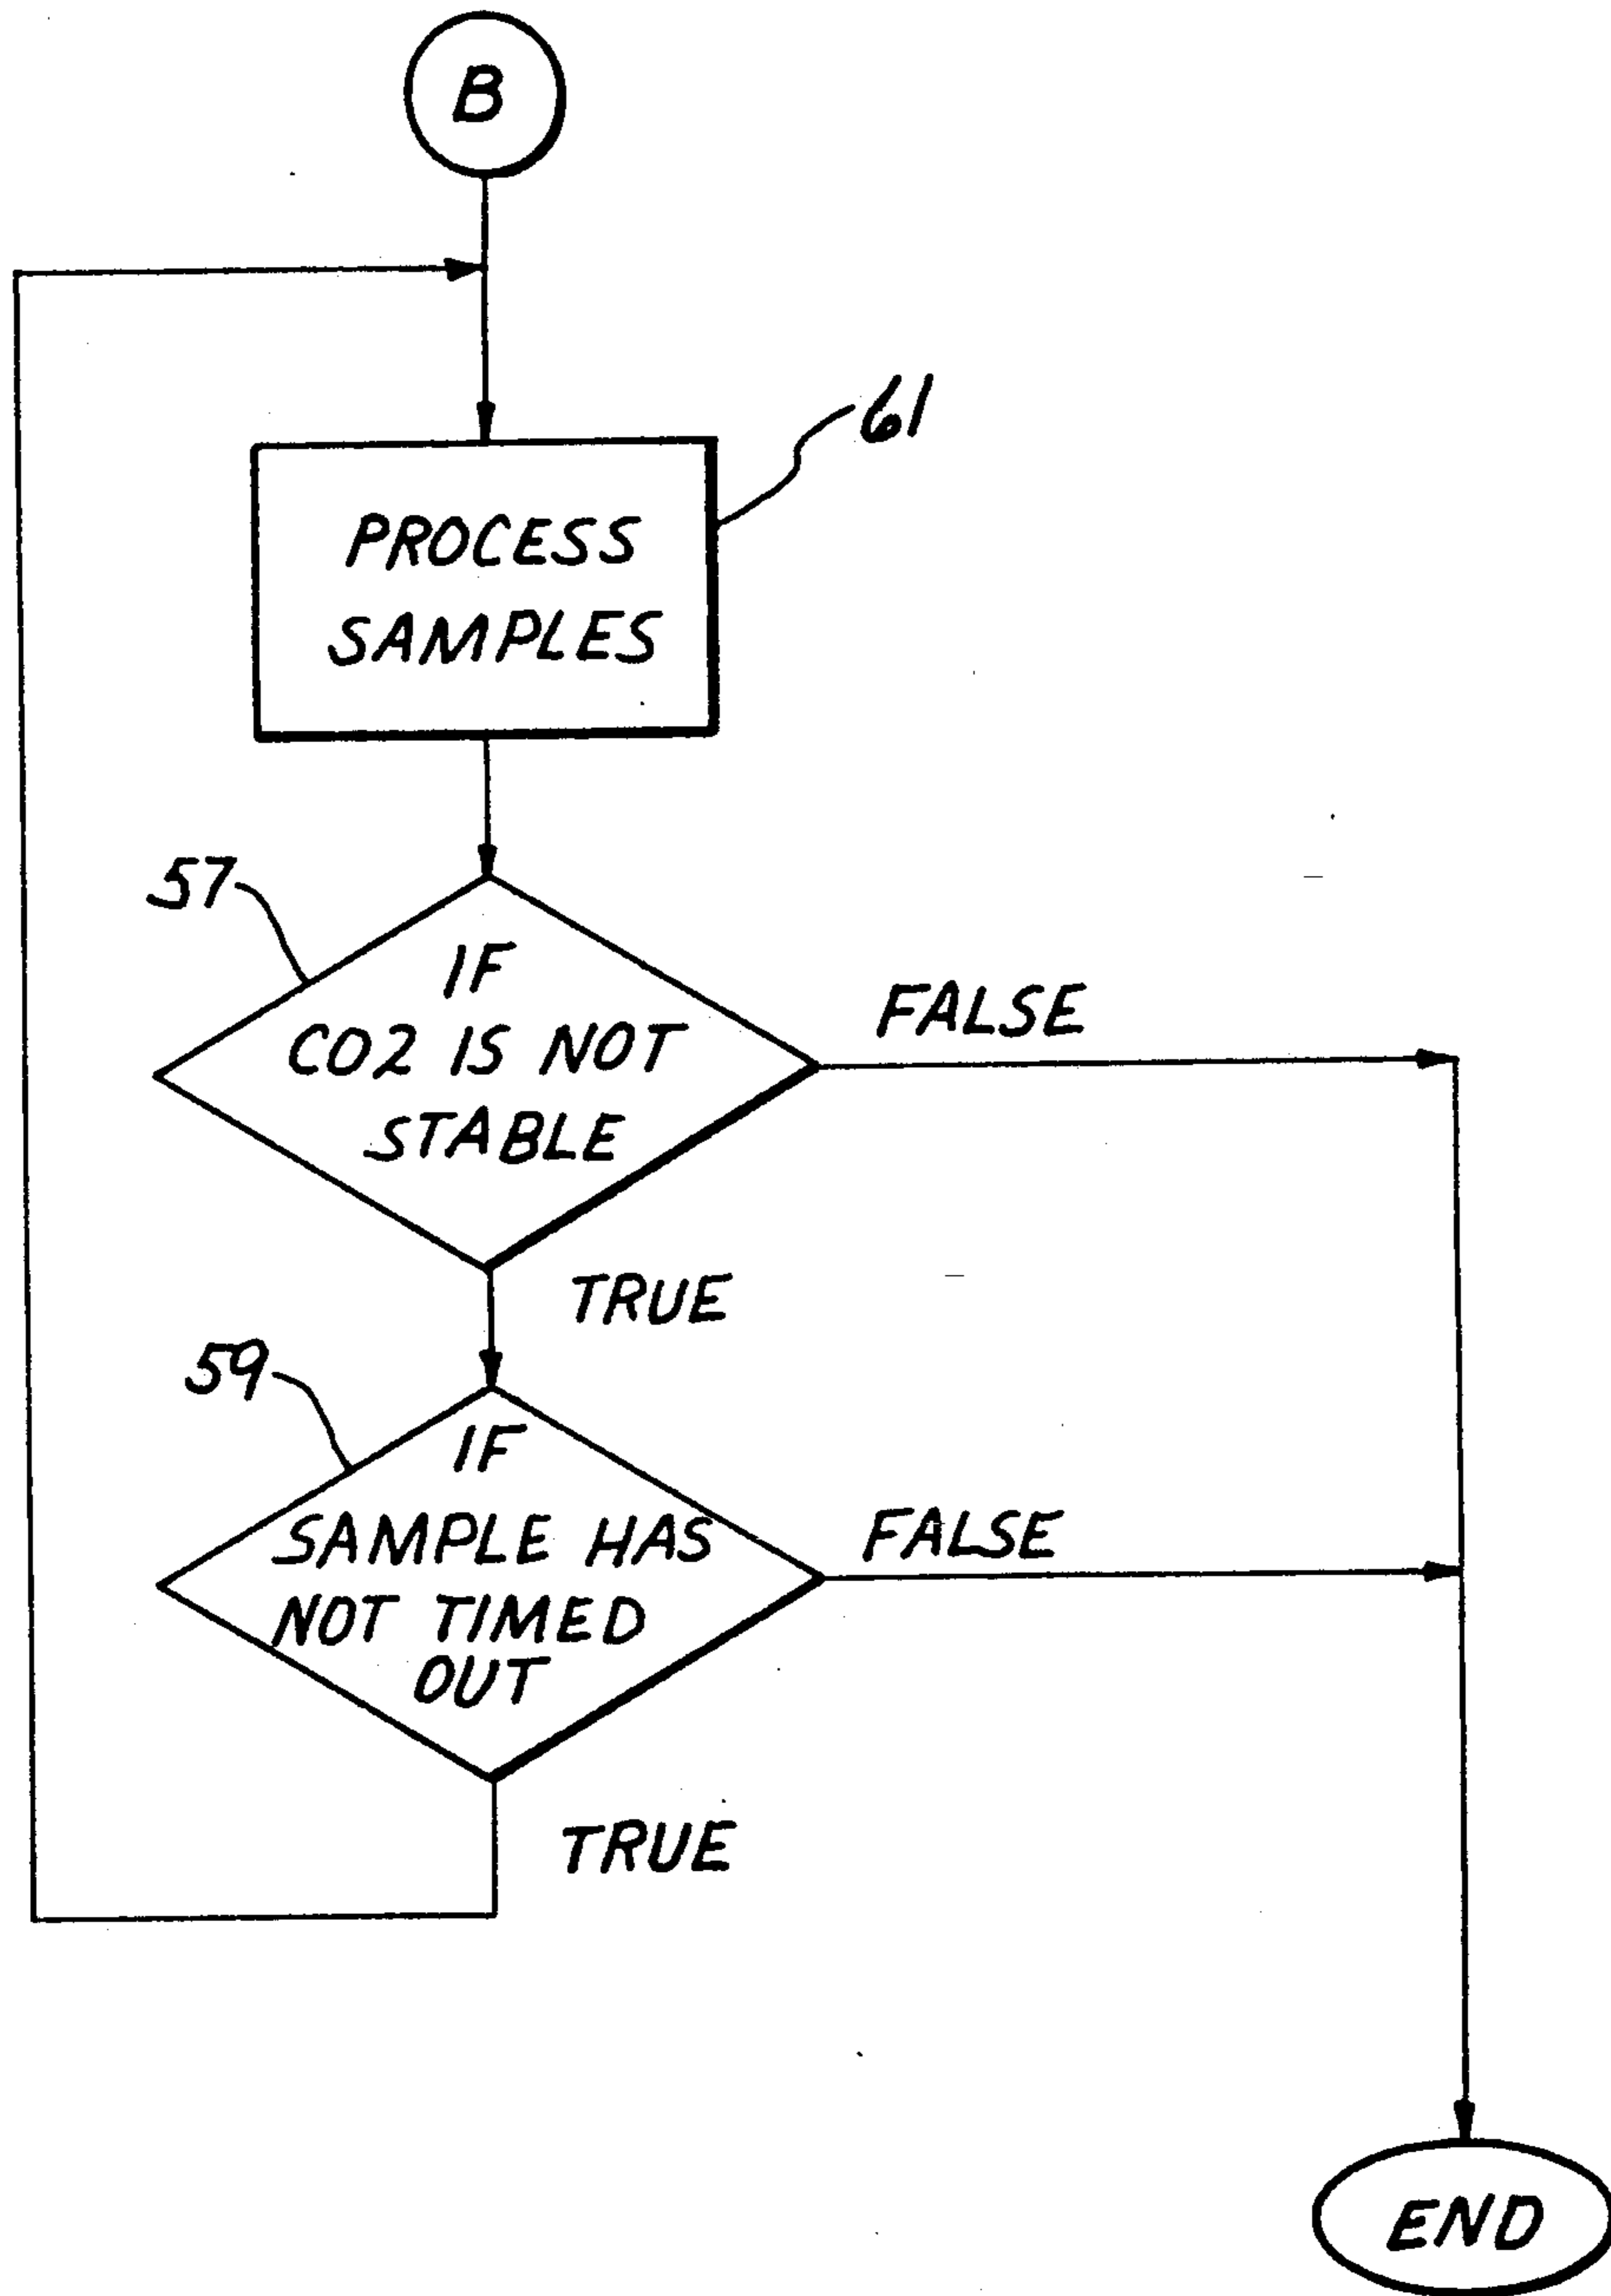 B
61
PROCESS
SAMPLES
57
IF
CO2 IS NOT
STABLE
FALSE
TRUE
59
IF
SAMPLE HAS
NOT TIMED
OUT
FALSE
TRUE
END